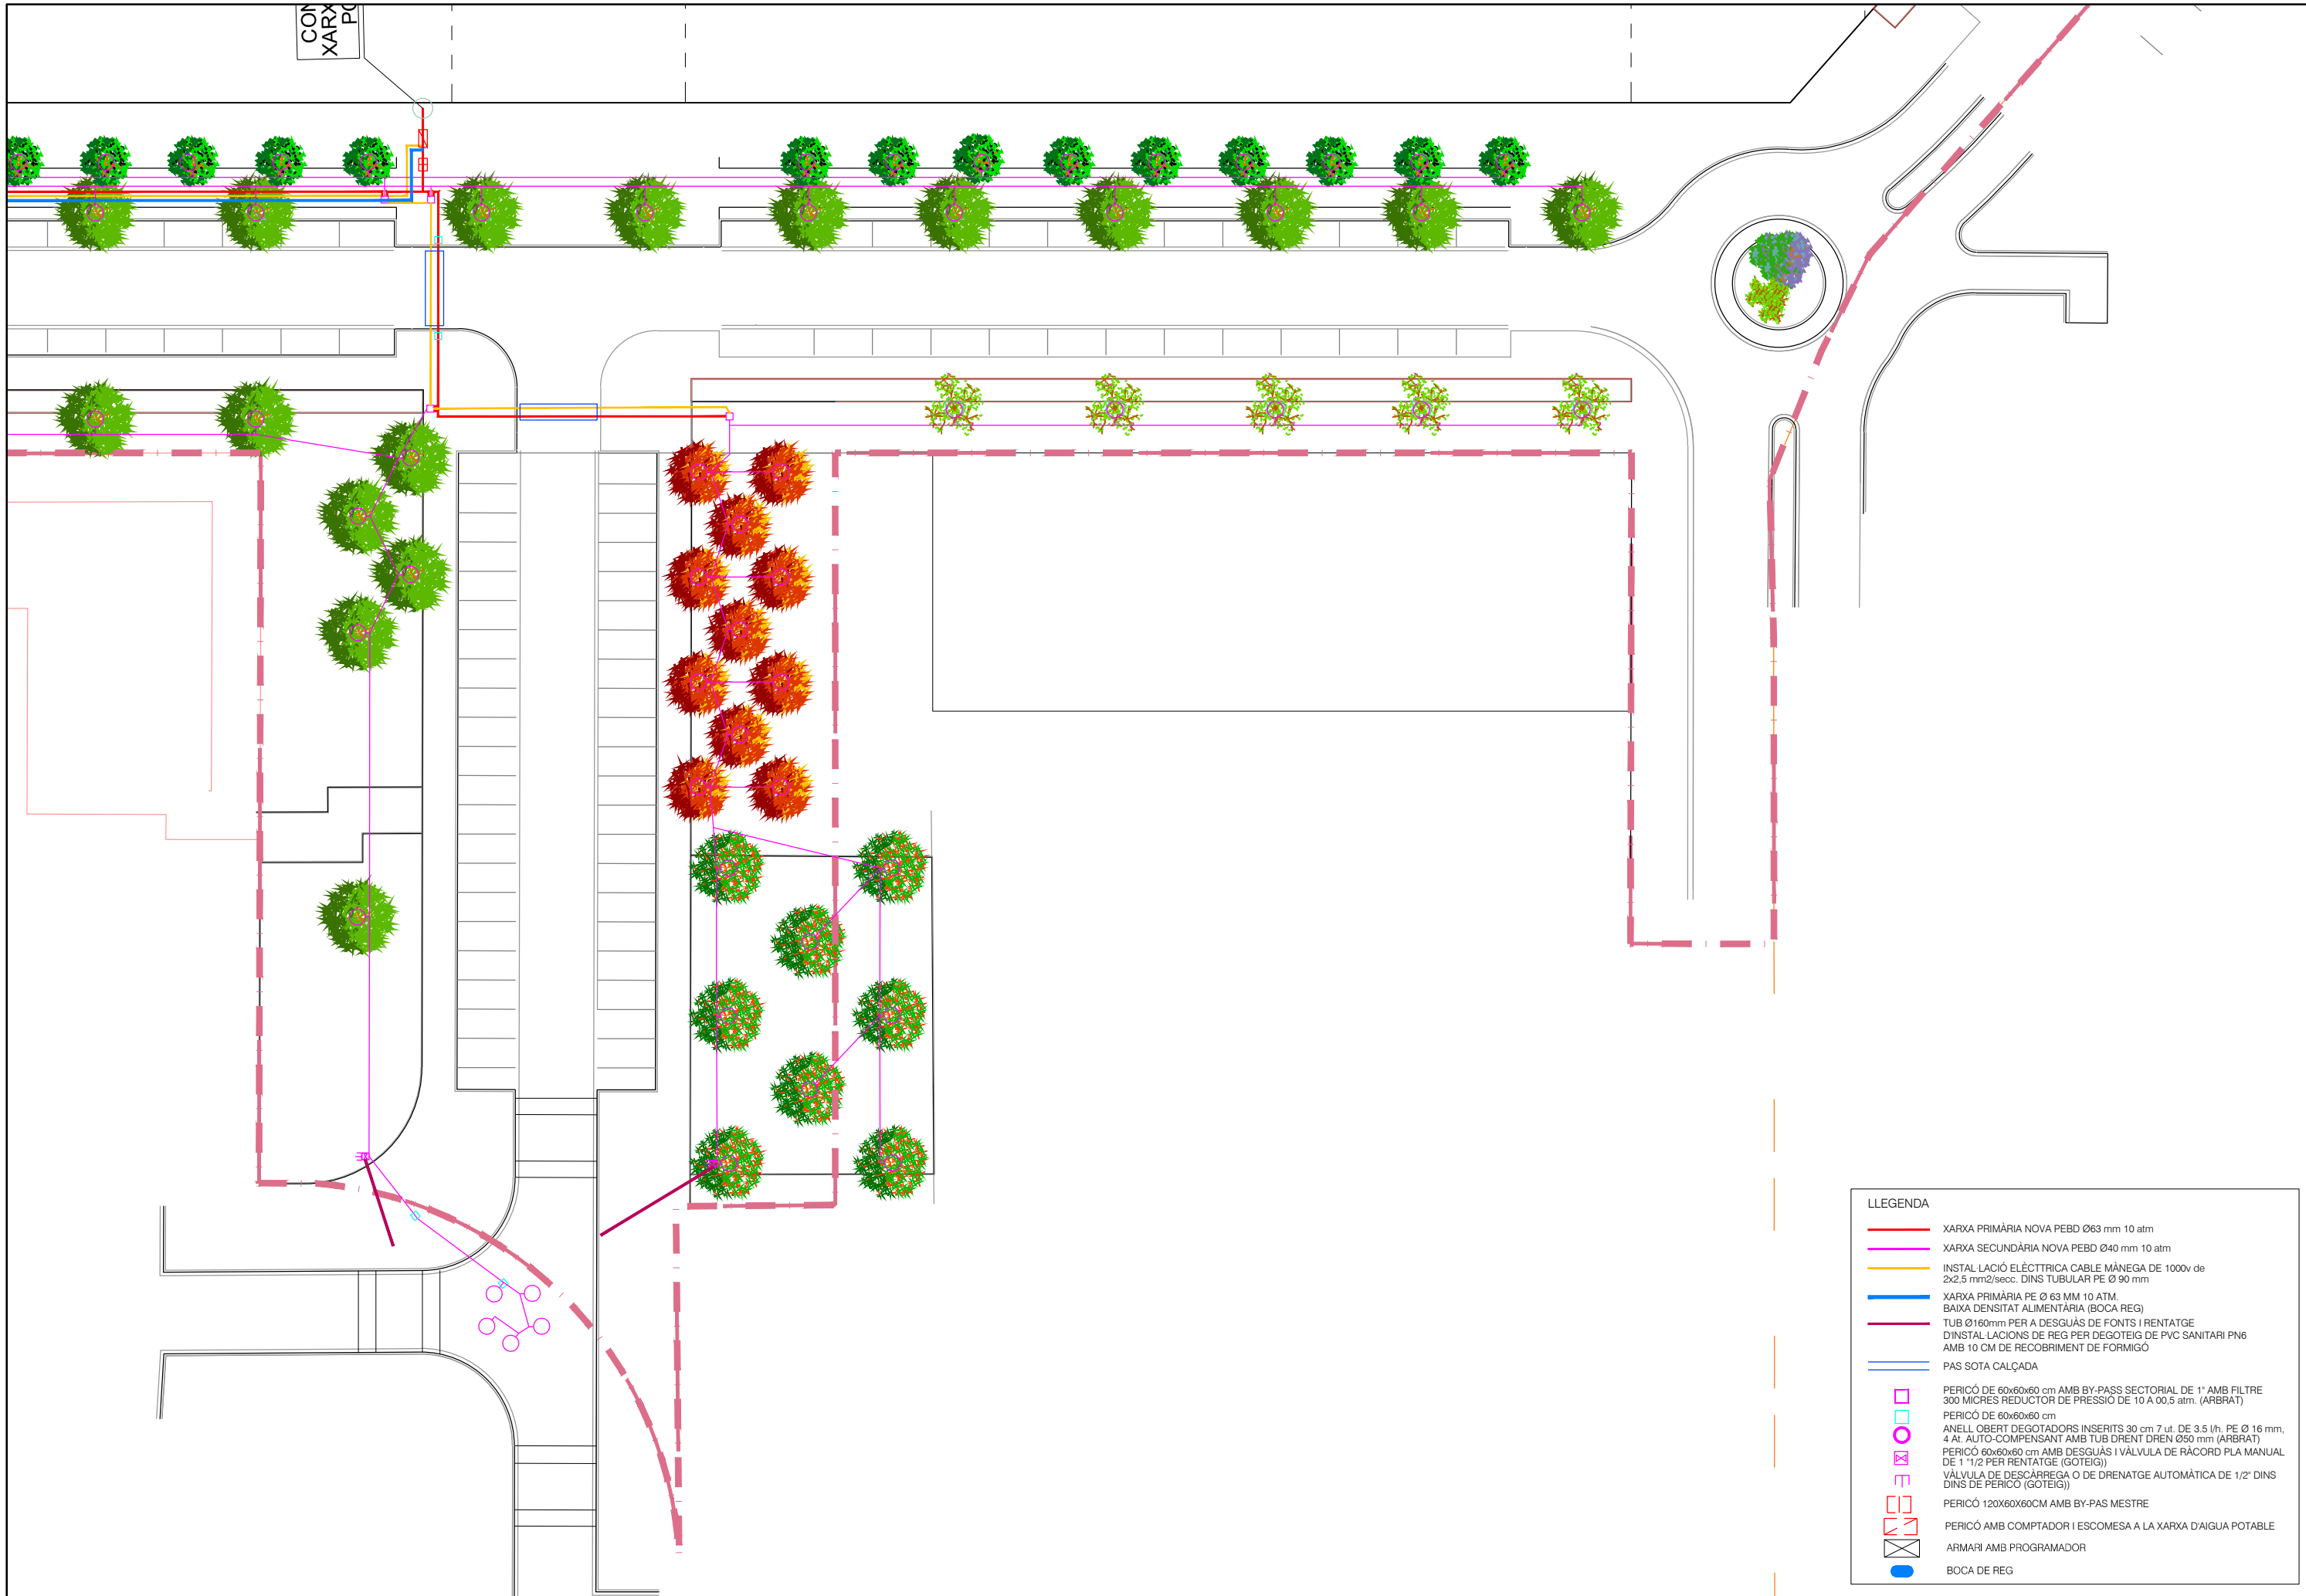 CON
XARX
PO
LLEGENDA
XARXA PRIMÀRIA NOVA PEBD Ø63 mm 10 atm
XARXA SECUNDÀRIA NOVA PEBD Ø40 mm 10 atm
INSTAL·LACIÓ ELÈCTTRICA CABLE MÀNEGA DE 1000v de
2x2,5 mm2/secc. DINS TUBULAR PE Ø 90 mm
XARXA PRIMÀRIA PE Ø 63 MM 10 ATM.
BAIXA DENSITAT ALIMENTÀRIA (BOCA REG)
TUB Ø160mm PER A DESGUÀS DE FONTS I RENTATGE
D'INSTAL·LACIONS DE REG PER DEGOTEIG DE PVC SANITARI PN6
AMB 10 CM DE RECOBRIMENT DE FORMIGÓ
PAS SOTA CALÇADA
PERICÓ DE 60x60x60 cm AMB BY-PASS SECTORIAL DE 1" AMB FILTRE
300 MICRES REDUCTOR DE PRESSIÓ DE 10 A 00,5 atm. (ARBRAT)
PERICÓ DE 60x60x60 cm
ANELL OBERT DEGOTADORS INSERITS 30 cm 7 ut. DE 3.5 l/h. PE Ø 16 mm,
4 At. AUTO-COMPENSANT AMB TUB DRENT DREN Ø50 mm (ARBRAT)
PERICÓ 60x60x60 cm AMB DESGUÀS I VÀLVULA DE RÀCORD PLA MANUAL
DE 1 "1/2 PER RENTATGE (GOTEIG))
VÀLVULA DE DESCÀRREGA O DE DRENATGE AUTOMÀTICA DE 1/2" DINS
DINS DE PERICÓ (GOTEIG))
PERICÓ 120X60X60CM AMB BY-PAS MESTRE
PERICÓ AMB COMPTADOR I ESCOMESA A LA XARXA D'AIGUA POTABLE
ARMARI AMB PROGRAMADOR
BOCA DE REG